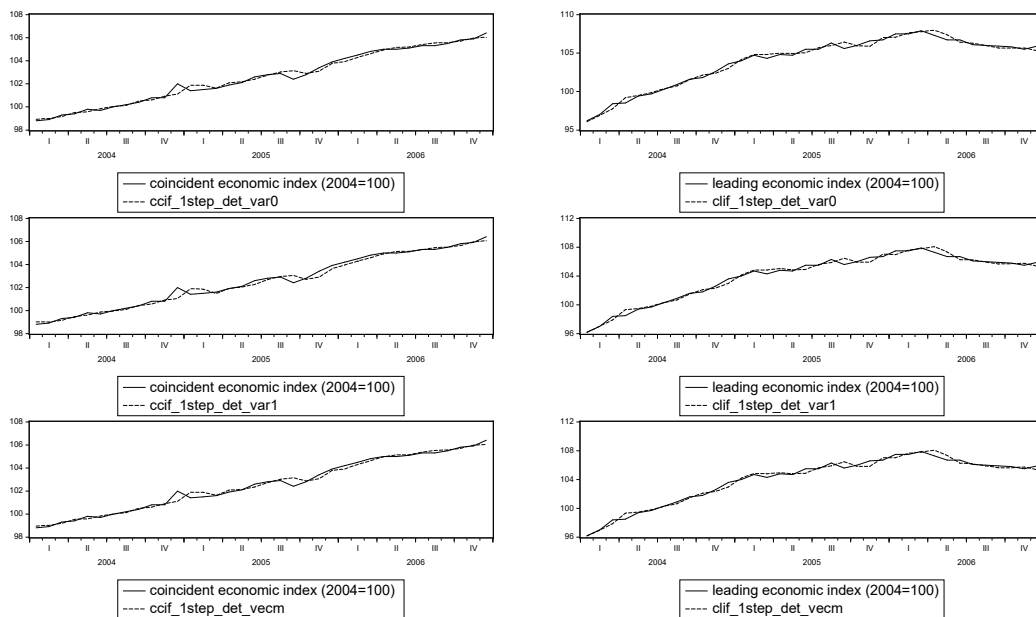 108
106
104
102
100
98
I II III IV I II III IV I II III IV
2004 2005 2006
coincident economic index (2004=100)
ccif_1step_det_var0
110
105
100
95
I II III IV I II III IV I II III IV
2004 2005 2006
leading economic index (2004=100)
clif_1step_det_var0
108
106
104
102
100
98
I II III IV I II III IV I II III IV
2004 2005 2006
coincident economic index (2004=100)
ccif_1step_det_var1
112
108
104
100
96
I II III IV I II III IV I II III IV
2004 2005 2006
leading economic index (2004=100)
clif_1step_det_var1
108
106
104
102
100
98
I II III IV I II III IV I II III IV
2004 2005 2006
coincident economic index (2004=100)
ccif_1step_det_vecm
112
108
104
100
96
I II III IV I II III IV I II III IV
2004 2005 2006
leading economic index (2004=100)
clif_1step_det_vecm